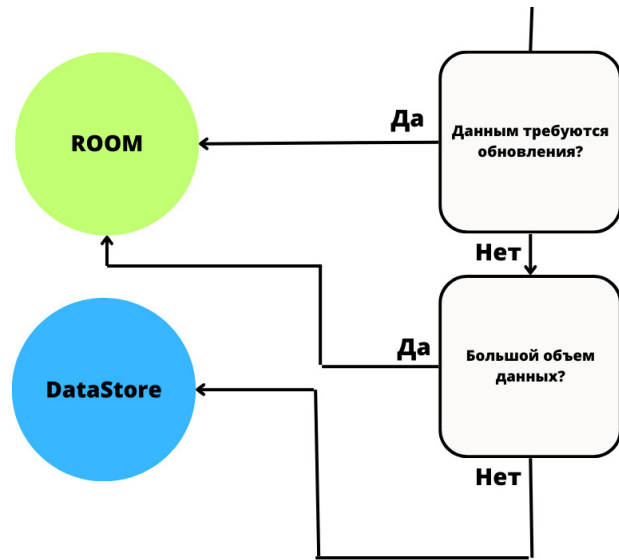 Да
ROOM
Данным требуются
обновления?
Нет
Да
Большой объем
данных?
DataStore
Нет